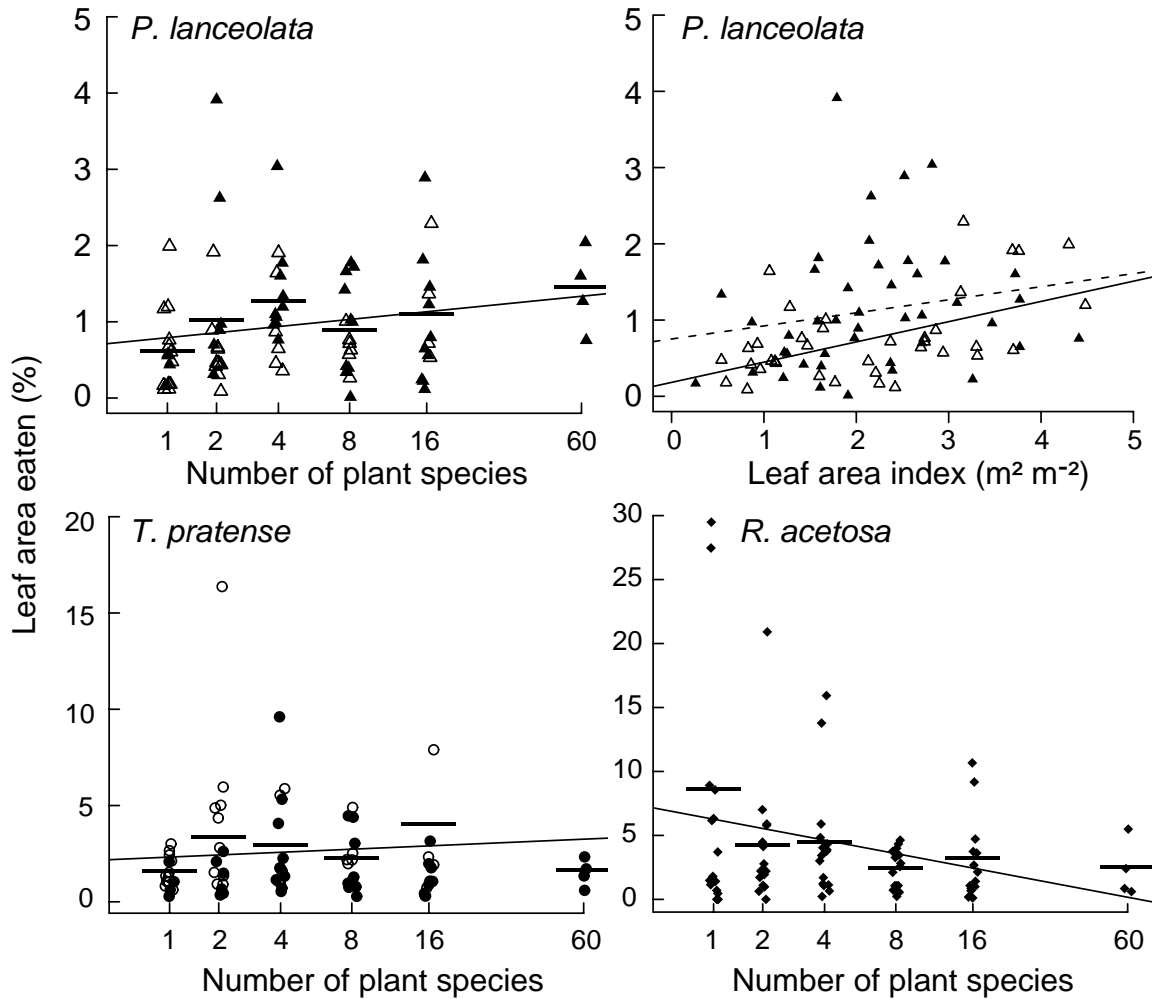 P. lanceolata
5
4
3
2
1
0
1 2 4 8 16 60
Number of plant species
P. lanceolata
5
4
3
2
1
0
0 1 2 3 4 5
Leaf area index (m² m⁻²)
Leaf area eaten (%)
T. pratense
20
15
10
5
0
1 2 4 8 16 60
Number of plant species
R. acetosa
30
25
20
15
10
5
0
1 2 4 8 16 60
Number of plant species